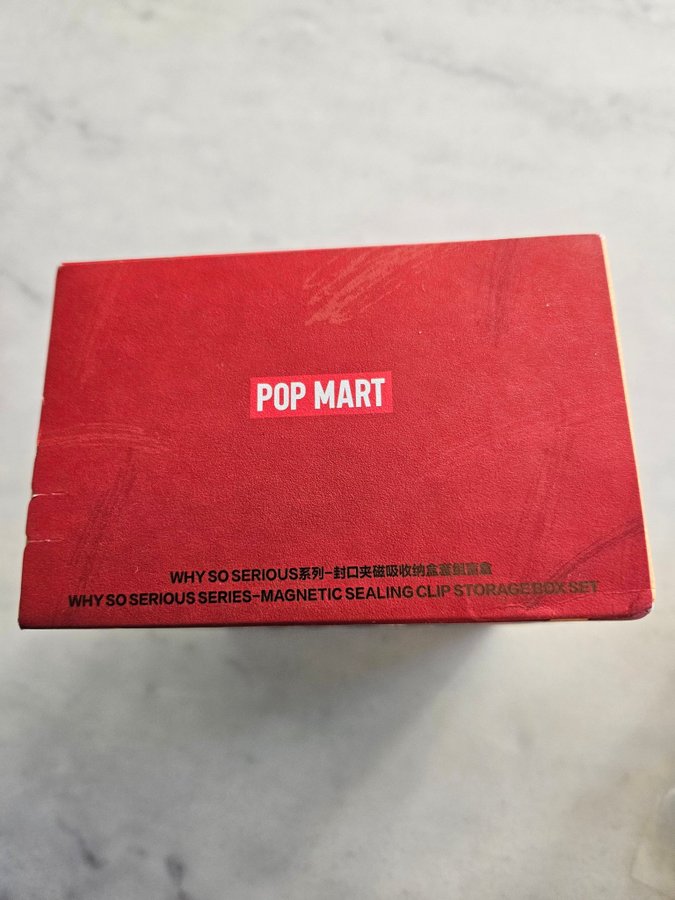 POP MART
WHY SO SERIOUS系列-封口夹磁吸收纳盒套组盲盒
WHY SO SERIOUS SERIES-MAGNETIC SEALING CLIP STORAGE BOX SET